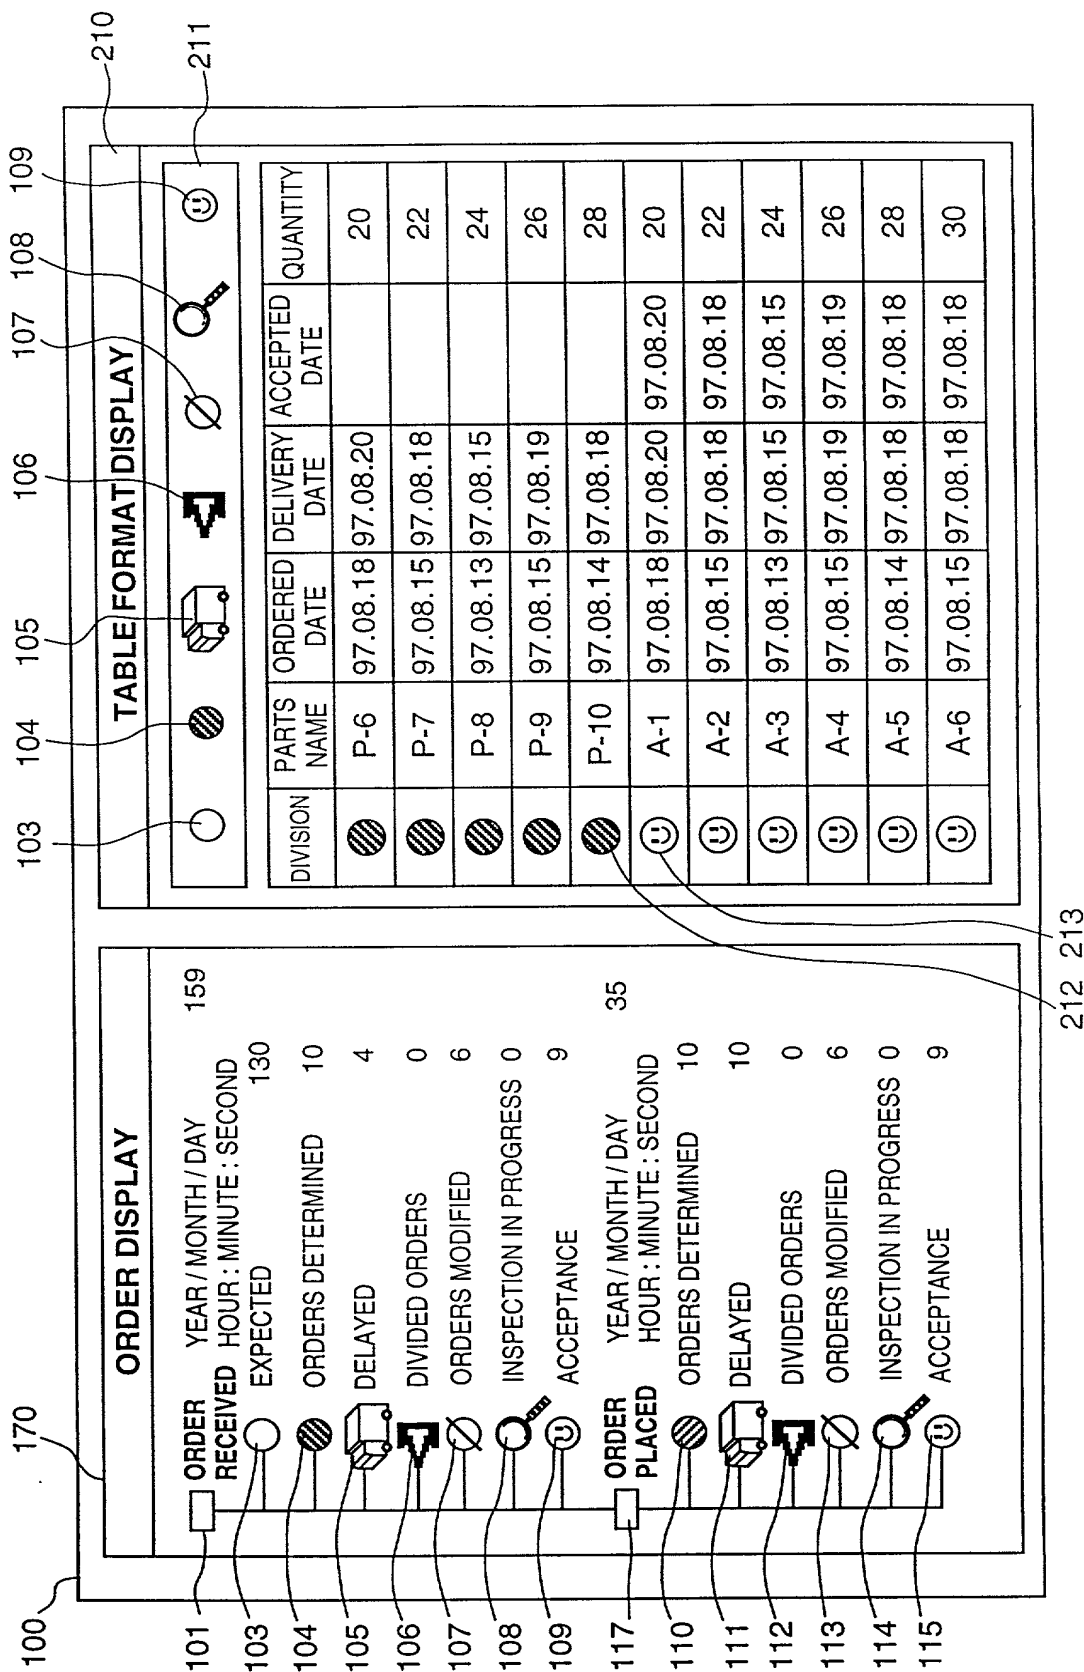 100
170
ORDER DISPLAY
101
ORDER RECEIVED YEAR / MONTH / DAY HOUR : MINUTE : SECOND 159
103 EXPECTED 130
104 ORDERS DETERMINED 10
105 DELAYED 4
106 DIVIDED ORDERS 0
107 ORDERS MODIFIED 6
108 INSPECTION IN PROGRESS 0
109 ACCEPTANCE 9
117 ORDER PLACED YEAR / MONTH / DAY HOUR : MINUTE : SECOND 35
110 ORDERS DETERMINED 10
111 DELAYED 10
112 DIVIDED ORDERS 0
113 ORDERS MODIFIED 6
114 INSPECTION IN PROGRESS 0
115 ACCEPTANCE 9
103 104 105 106 107 108 109
210
211
TABLE FORMAT DISPLAY
DIVISION PARTS NAME ORDERED DATE DELIVERY DATE ACCEPTED DATE QUANTITY
P-6 97.08.18 97.08.20 20
P-7 97.08.15 97.08.18 22
P-8 97.08.13 97.08.15 24
P-9 97.08.15 97.08.19 26
P-10 97.08.14 97.08.18 28
A-1 97.08.18 97.08.20 97.08.20 20
A-2 97.08.15 97.08.18 97.08.18 22
A-3 97.08.13 97.08.15 97.08.15 24
A-4 97.08.15 97.08.19 97.08.19 26
A-5 97.08.14 97.08.18 97.08.18 28
A-6 97.08.15 97.08.18 97.08.18 30
212
213